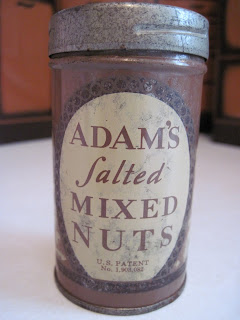 ADAM'S
Salted
MIXED
NUTS
U.S. PATENT